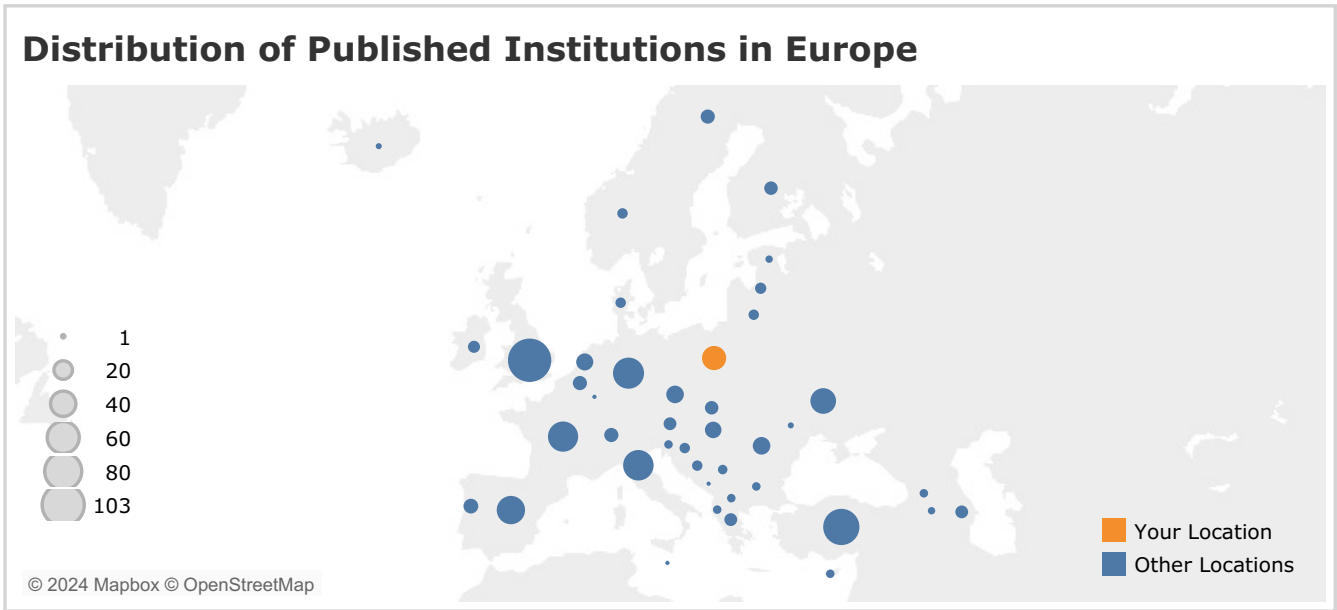 Distribution of Published Institutions in Europe
1
20
40
60
80
103
Your Location
Other Locations
© 2024 Mapbox © OpenStreetMap